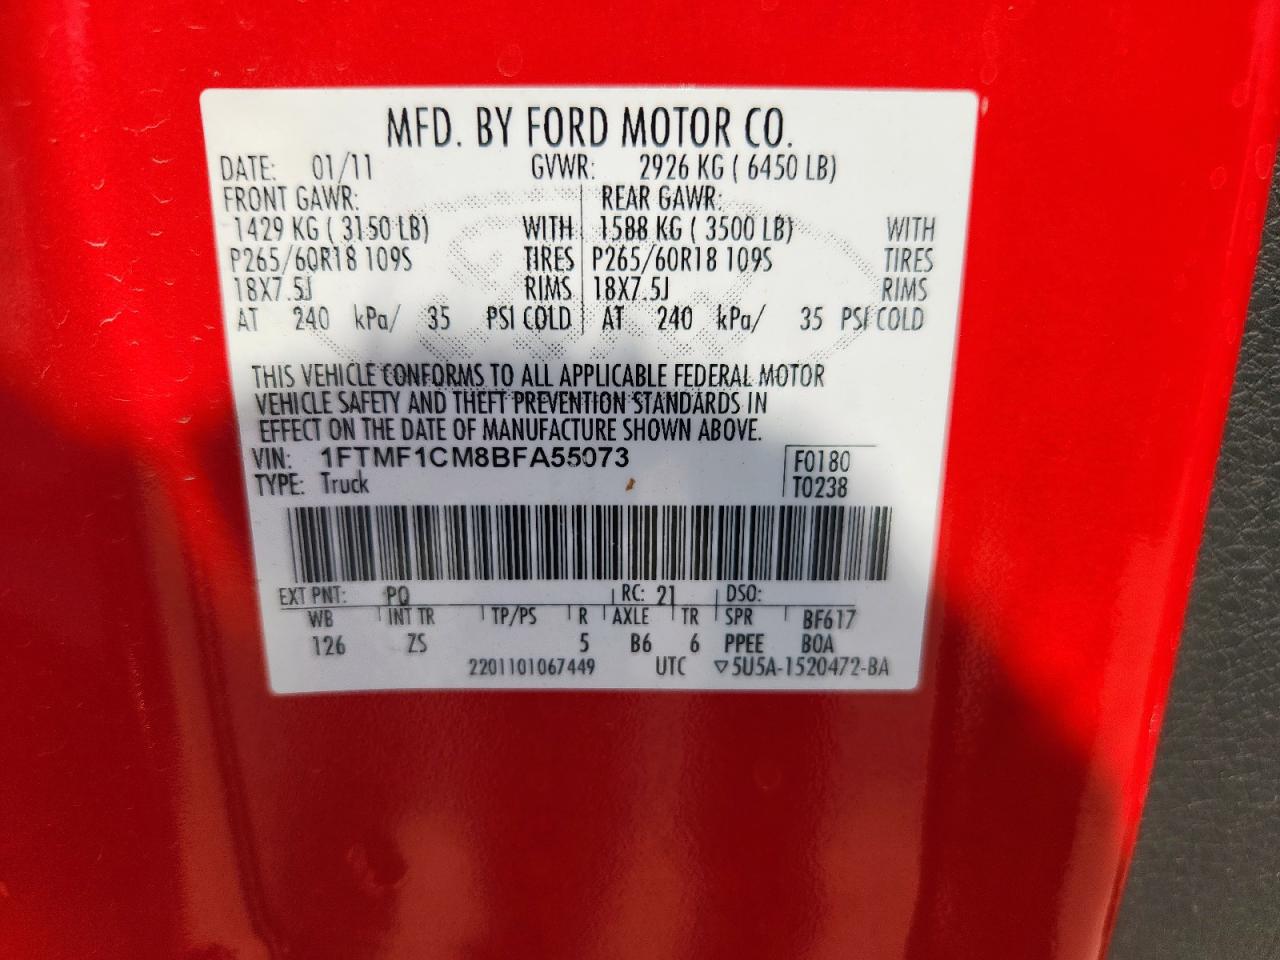 MFD. BY FORD MOTOR CO.
DATE: 01/11 GVWR: 2926 KG ( 6450 LB)
FRONT GAWR: REAR GAWR:
1429 KG ( 3150 LB) WITH 1588 KG ( 3500 LB) WITH
P265/60R18 109S TIRES P265/60R18 109S TIRES
18X7.5J RIMS 18X7.5J RIMS
AT 240 kPa/ 35 PSI COLD AT 240 kPa/ 35 PSI COLD
THIS VEHICLE CONFORMS TO ALL APPLICABLE FEDERAL MOTOR
VEHICLE SAFETY AND THEFT PREVENTION STANDARDS IN
EFFECT ON THE DATE OF MANUFACTURE SHOWN ABOVE.
VIN: 1FTMF1CM8BFA55073 F0180
TYPE: Truck T0238
EXT PNT: PQ RC: 21 DSO:
WB INT TR TP/PS R AXLE TR SPR BF617
126 ZS 5 B6 6 PPEE BOA
2201101067449 UTC ▽5U5A-1520472-BA